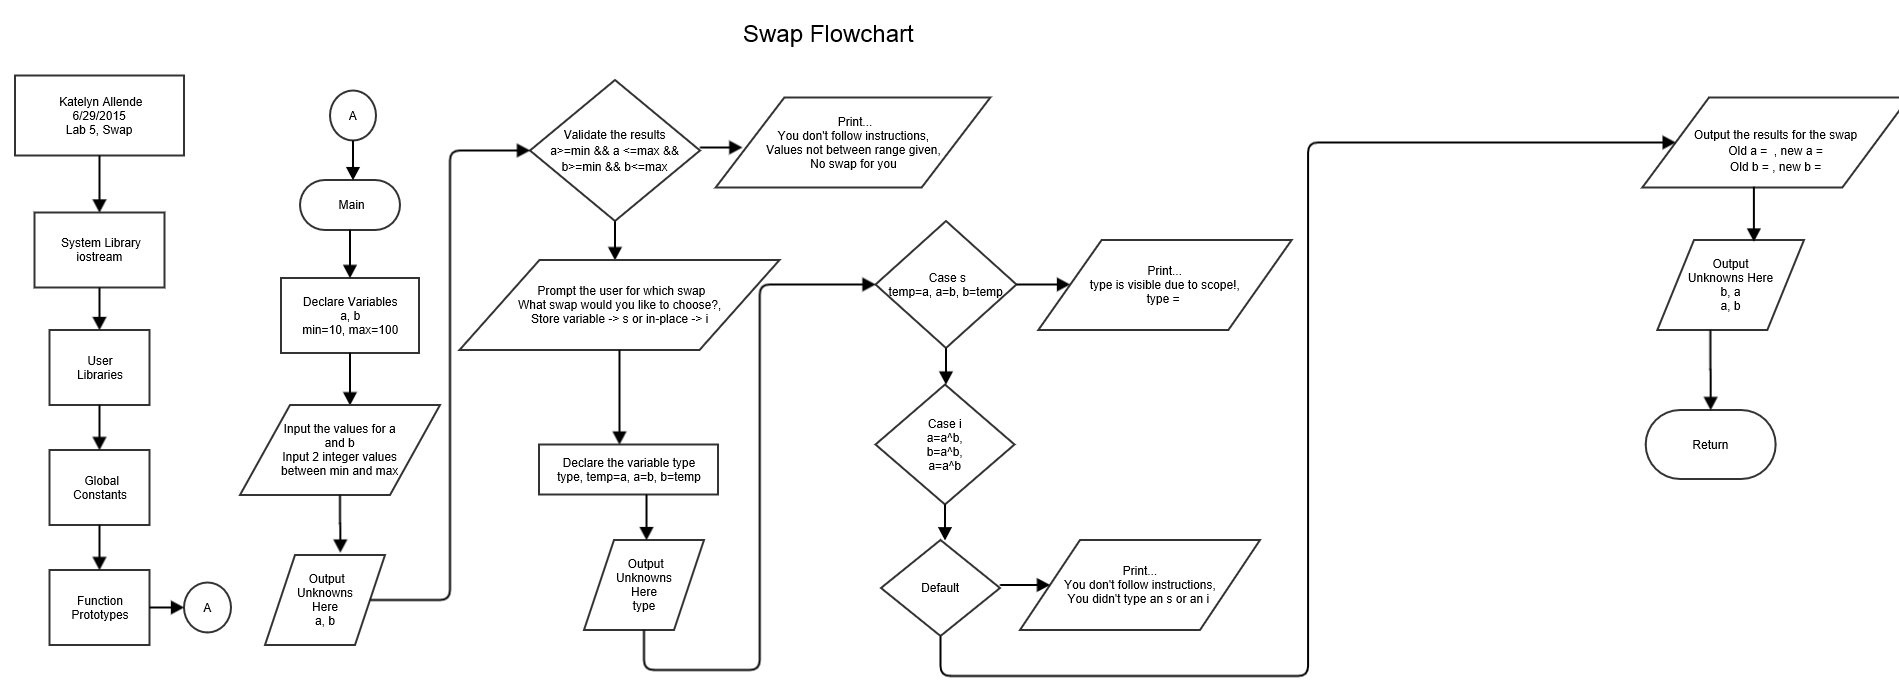 Swap Flowchart
Katelyn Allende
6/29/2015
Lab 5, Swap
System Library
iostream
User
Libraries
Global
Constants
Function
Prototypes
A
A
Main
Declare Variables
a, b
min=10, max=100
Input the values for a
and b
Input 2 integer values
between min and max
Output
Unknowns
Here
a, b
Validate the results
a>=min && a <=max &&
b>=min && b<=max
Print...
You don't follow instructions,
Values not between range given,
No swap for you
Prompt the user for which swap
What swap would you like to choose?,
Store variable -> s or in-place -> i
Declare the variable type
type, temp=a, a=b, b=temp
Output
Unknowns
Here
type
Case s
temp=a, a=b, b=temp
Print...
type is visible due to scope!,
type =
Case i
a=a^b,
b=a^b,
a=a^b
Default
Print...
You don't follow instructions,
You didn't type an s or an i
Output the results for the swap
Old a =  , new a =
Old b = , new b =
Output
Unknowns Here
b, a
a, b
Return